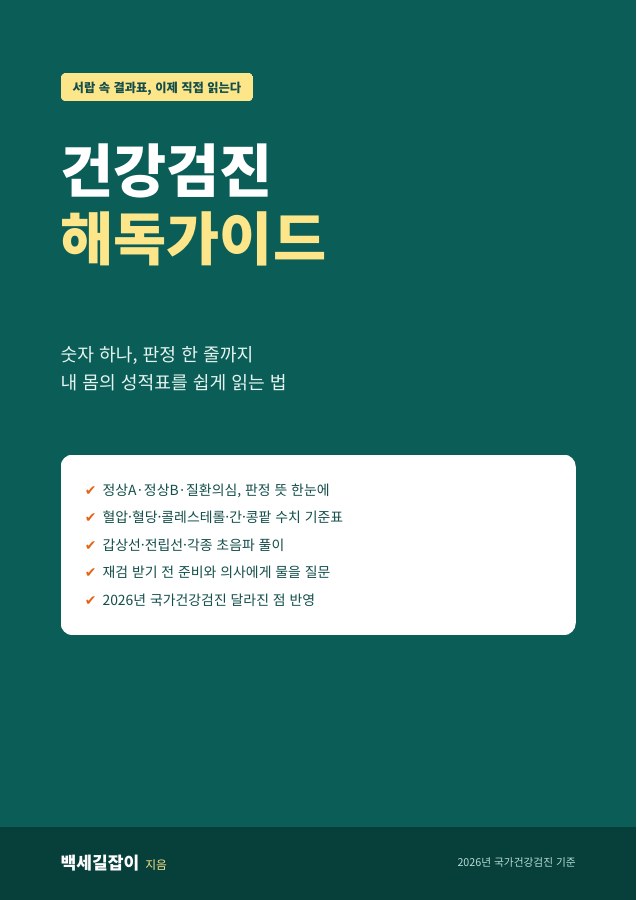 서랍 속 결과표, 이제 직접 읽는다
건강검진
해독가이드
숫자 하나, 판정 한 줄까지
내 몸의 성적표를 쉽게 읽는 법
✔ 정상A·정상B·질환의심, 판정 뜻 한눈에
✔ 혈압·혈당·콜레스테롤·간·콩팥 수치 기준표
✔ 갑상선·전립선·각종 초음파 풀이
✔ 재검 받기 전 준비와 의사에게 물을 질문
✔ 2026년 국가건강검진 달라진 점 반영
백세길잡이 지음
2026년 국가건강검진 기준